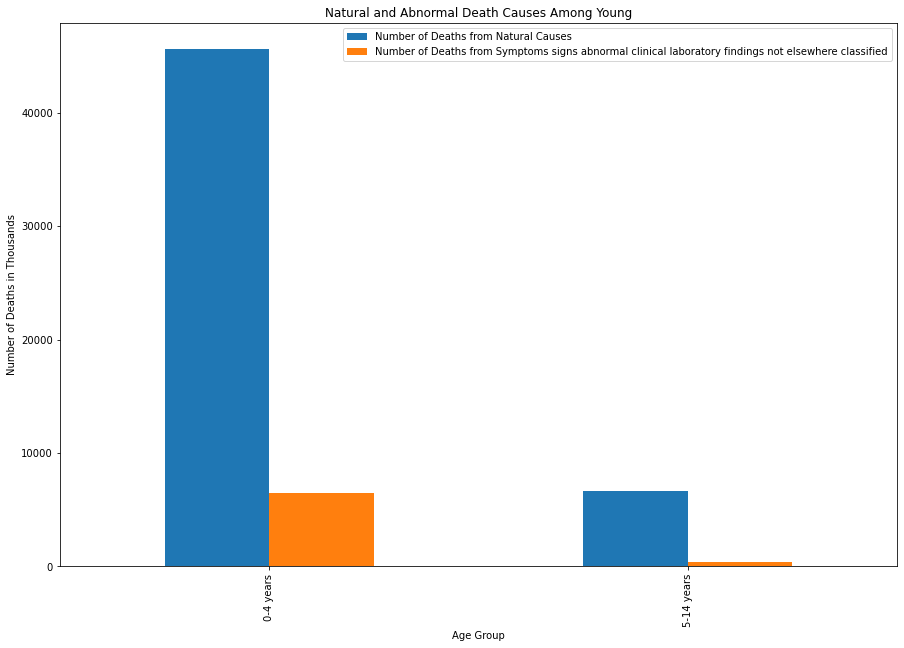 Natural and Abnormal Death Causes Among Young
Number of Deaths from Natural Causes
Number of Deaths from Symptoms signs abnormal clinical laboratory findings not elsewhere classified
Number of Deaths in Thousands
40000
30000
20000
10000
0
0-4 years
5-14 years
Age Group